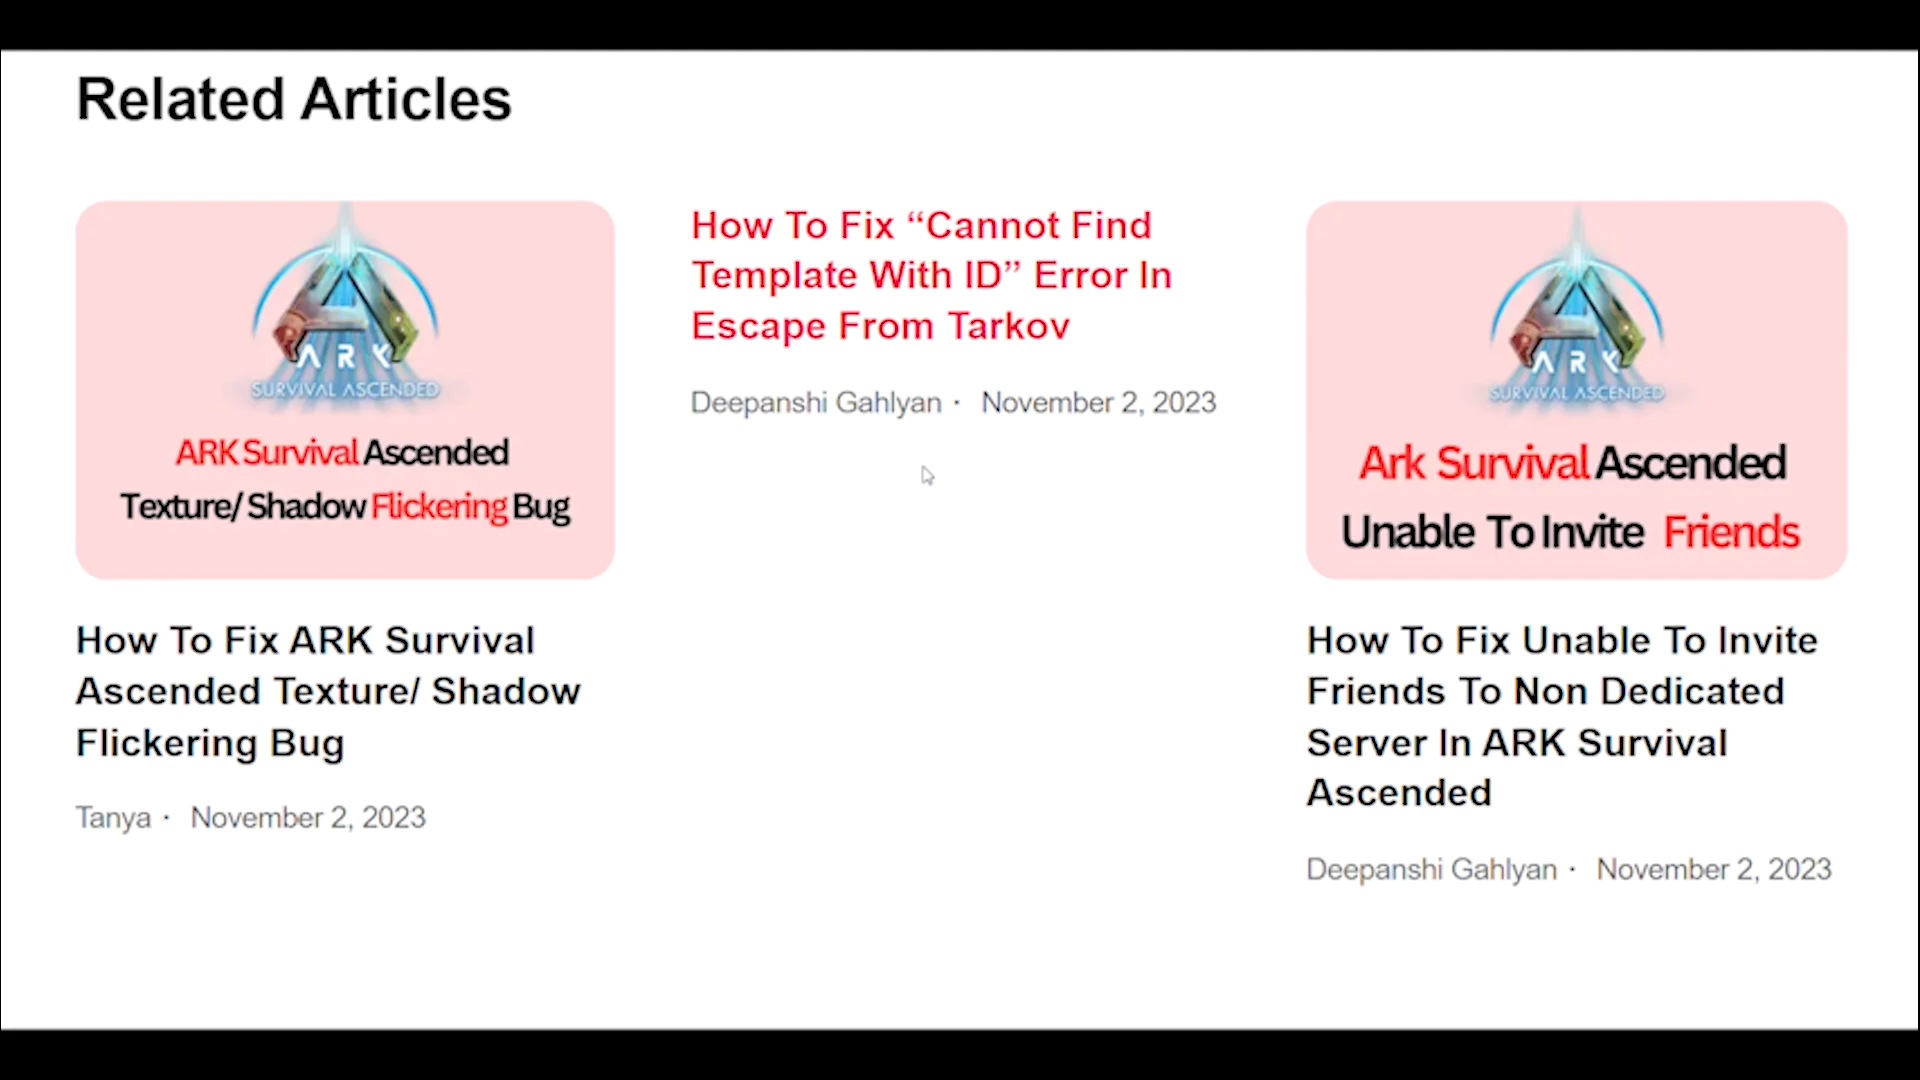 Related Articles
ARK
SURVIVAL ASCENDED
ARK Survival Ascended
Texture/ Shadow Flickering Bug
How To Fix ARK Survival
Ascended Texture/ Shadow
Flickering Bug
Tanya · November 2, 2023
How To Fix “Cannot Find
Template With ID” Error In
Escape From Tarkov
Deepanshi Gahlyan · November 2, 2023
ARK
SURVIVAL ASCENDED
Ark Survival Ascended
Unable To Invite Friends
How To Fix Unable To Invite
Friends To Non Dedicated
Server In ARK Survival
Ascended
Deepanshi Gahlyan · November 2, 2023